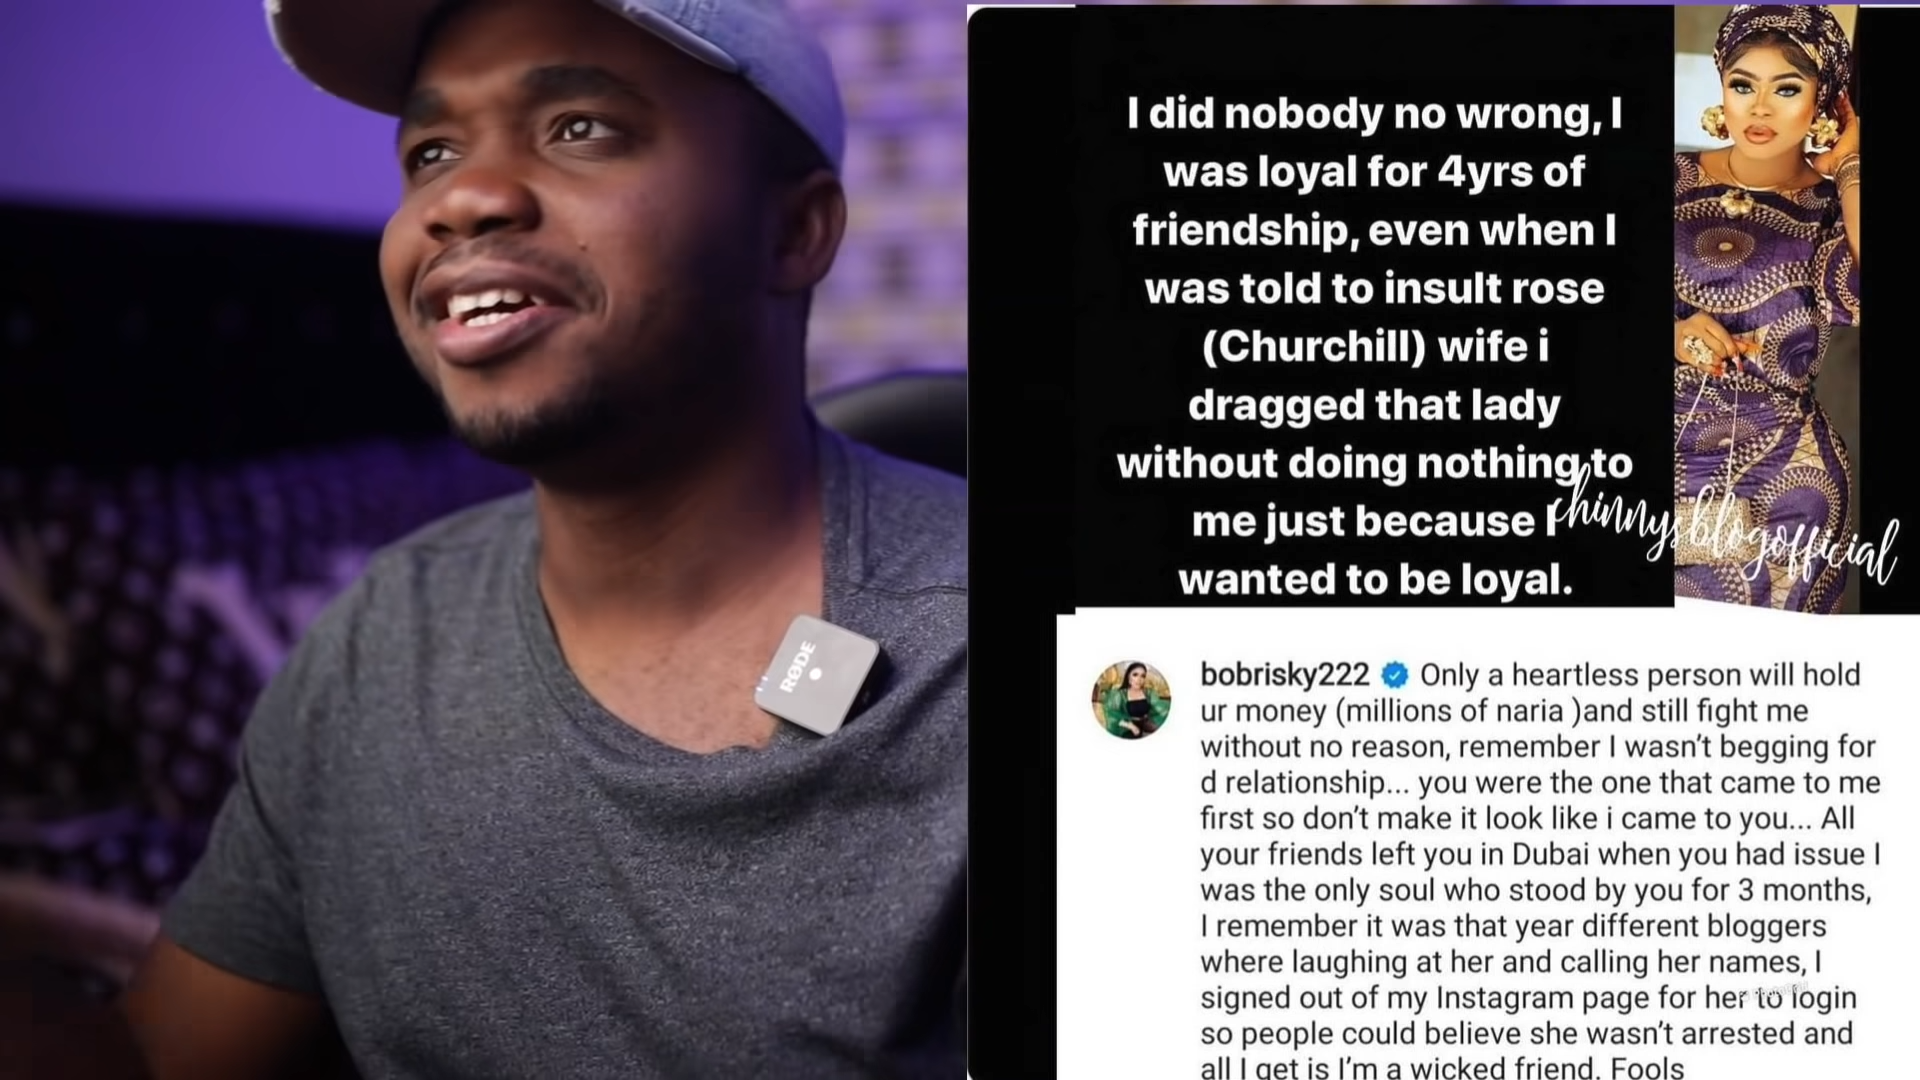 I did nobody no wrong, I
was loyal for 4yrs of
friendship, even when I
was told to insult rose
(Churchill) wife i
dragged that lady
without doing nothing to
me just because I
wanted to be loyal.
chinnysblogofficial
RØDE
bobrisky222 Only a heartless person will hold
ur money (millions of naria )and still fight me
without no reason, remember I wasn't begging for
d relationship... you were the one that came to me
first so don't make it look like i came to you... All
your friends left you in Dubai when you had issue I
was the only soul who stood by you for 3 months,
I remember it was that year different bloggers
where laughing at her and calling her names, I
signed out of my Instagram page for her to login
so people could believe she wasn't arrested and
all I get is I'm a wicked friend. Fools